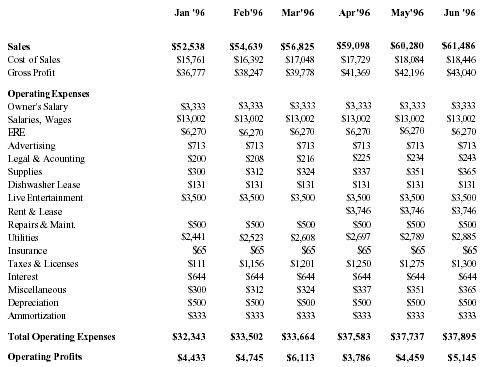 Jan '96 Feb'96 Mar'96 Apr'96 May'96 Jun '96
Sales $52,538 $54,639 $56,825 $59,098 $60,280 $61,486
Cost of Sales $15,761 $16,392 $17,048 $17,729 $18,084 $18,446
Gross Profit $36,777 $38,247 $39,778 $41,369 $42,196 $43,040
Operating Expenses
Owner's Salary $3,333 $3,333 $3,333 $3,333 $3,333 $3,333
Salaries, Wages $13,002 $13,002 $13,002 $13,002 $13,002 $13,002
ERE $6,270 $6,270 $6,270 $6,270 $6,270 $6,270
Advertising $713 $713 $713 $713 $713 $713
Legal & Acounting $200 $208 $216 $225 $234 $243
Supplies $300 $312 $324 $337 $351 $365
Dishwasher Lease $131 $131 $131 $131 $131 $131
Live Entertainment $3,500 $3,500 $3,500 $3,500 $3,500 $3,500
Rent & Lease $3,746 $3,746 $3,746
Repairs & Maint. $500 $500 $500 $500 $500 $500
Utilities $2,441 $2,523 $2,608 $2,697 $2,789 $2,885
Insurance $65 $65 $65 $65 $65 $65
Taxes & Licenses $111 $1,156 $1,201 $1,250 $1,275 $1,300
Interest $644 $644 $644 $644 $644 $644
Miscellaneous $300 $312 $324 $337 $351 $365
Depreciation $500 $500 $500 $500 $500 $500
Ammortization $333 $333 $333 $333 $333 $333
Total Operating Expenses $32,343 $33,502 $33,664 $37,583 $37,737 $37,895
Operating Profits $4,433 $4,745 $6,113 $3,786 $4,459 $5,145